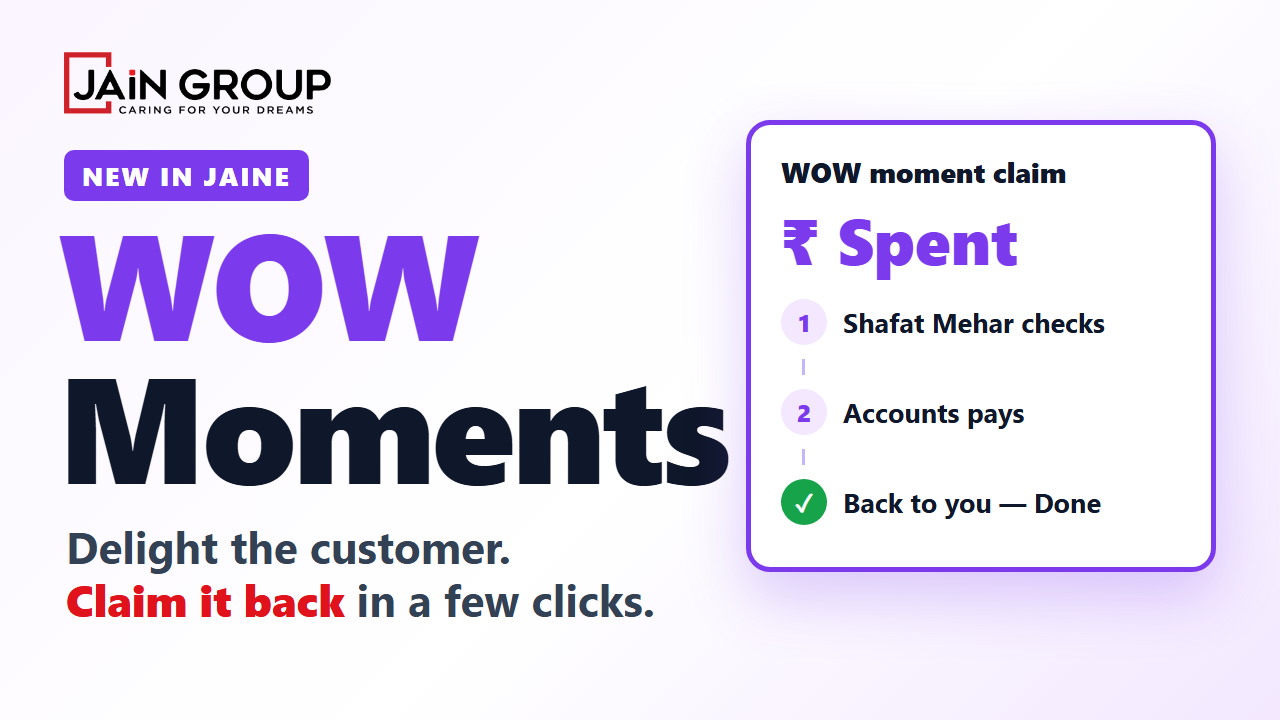 JAiN GROUP
CARING FOR YOUR DREAMS
NEW IN JAINE
WOW
Moments
Delight the customer.
Claim it back in a few clicks.
WOW moment claim
₹ Spent
1 Shafat Mehar checks
2 Accounts pays
✓ Back to you — Done